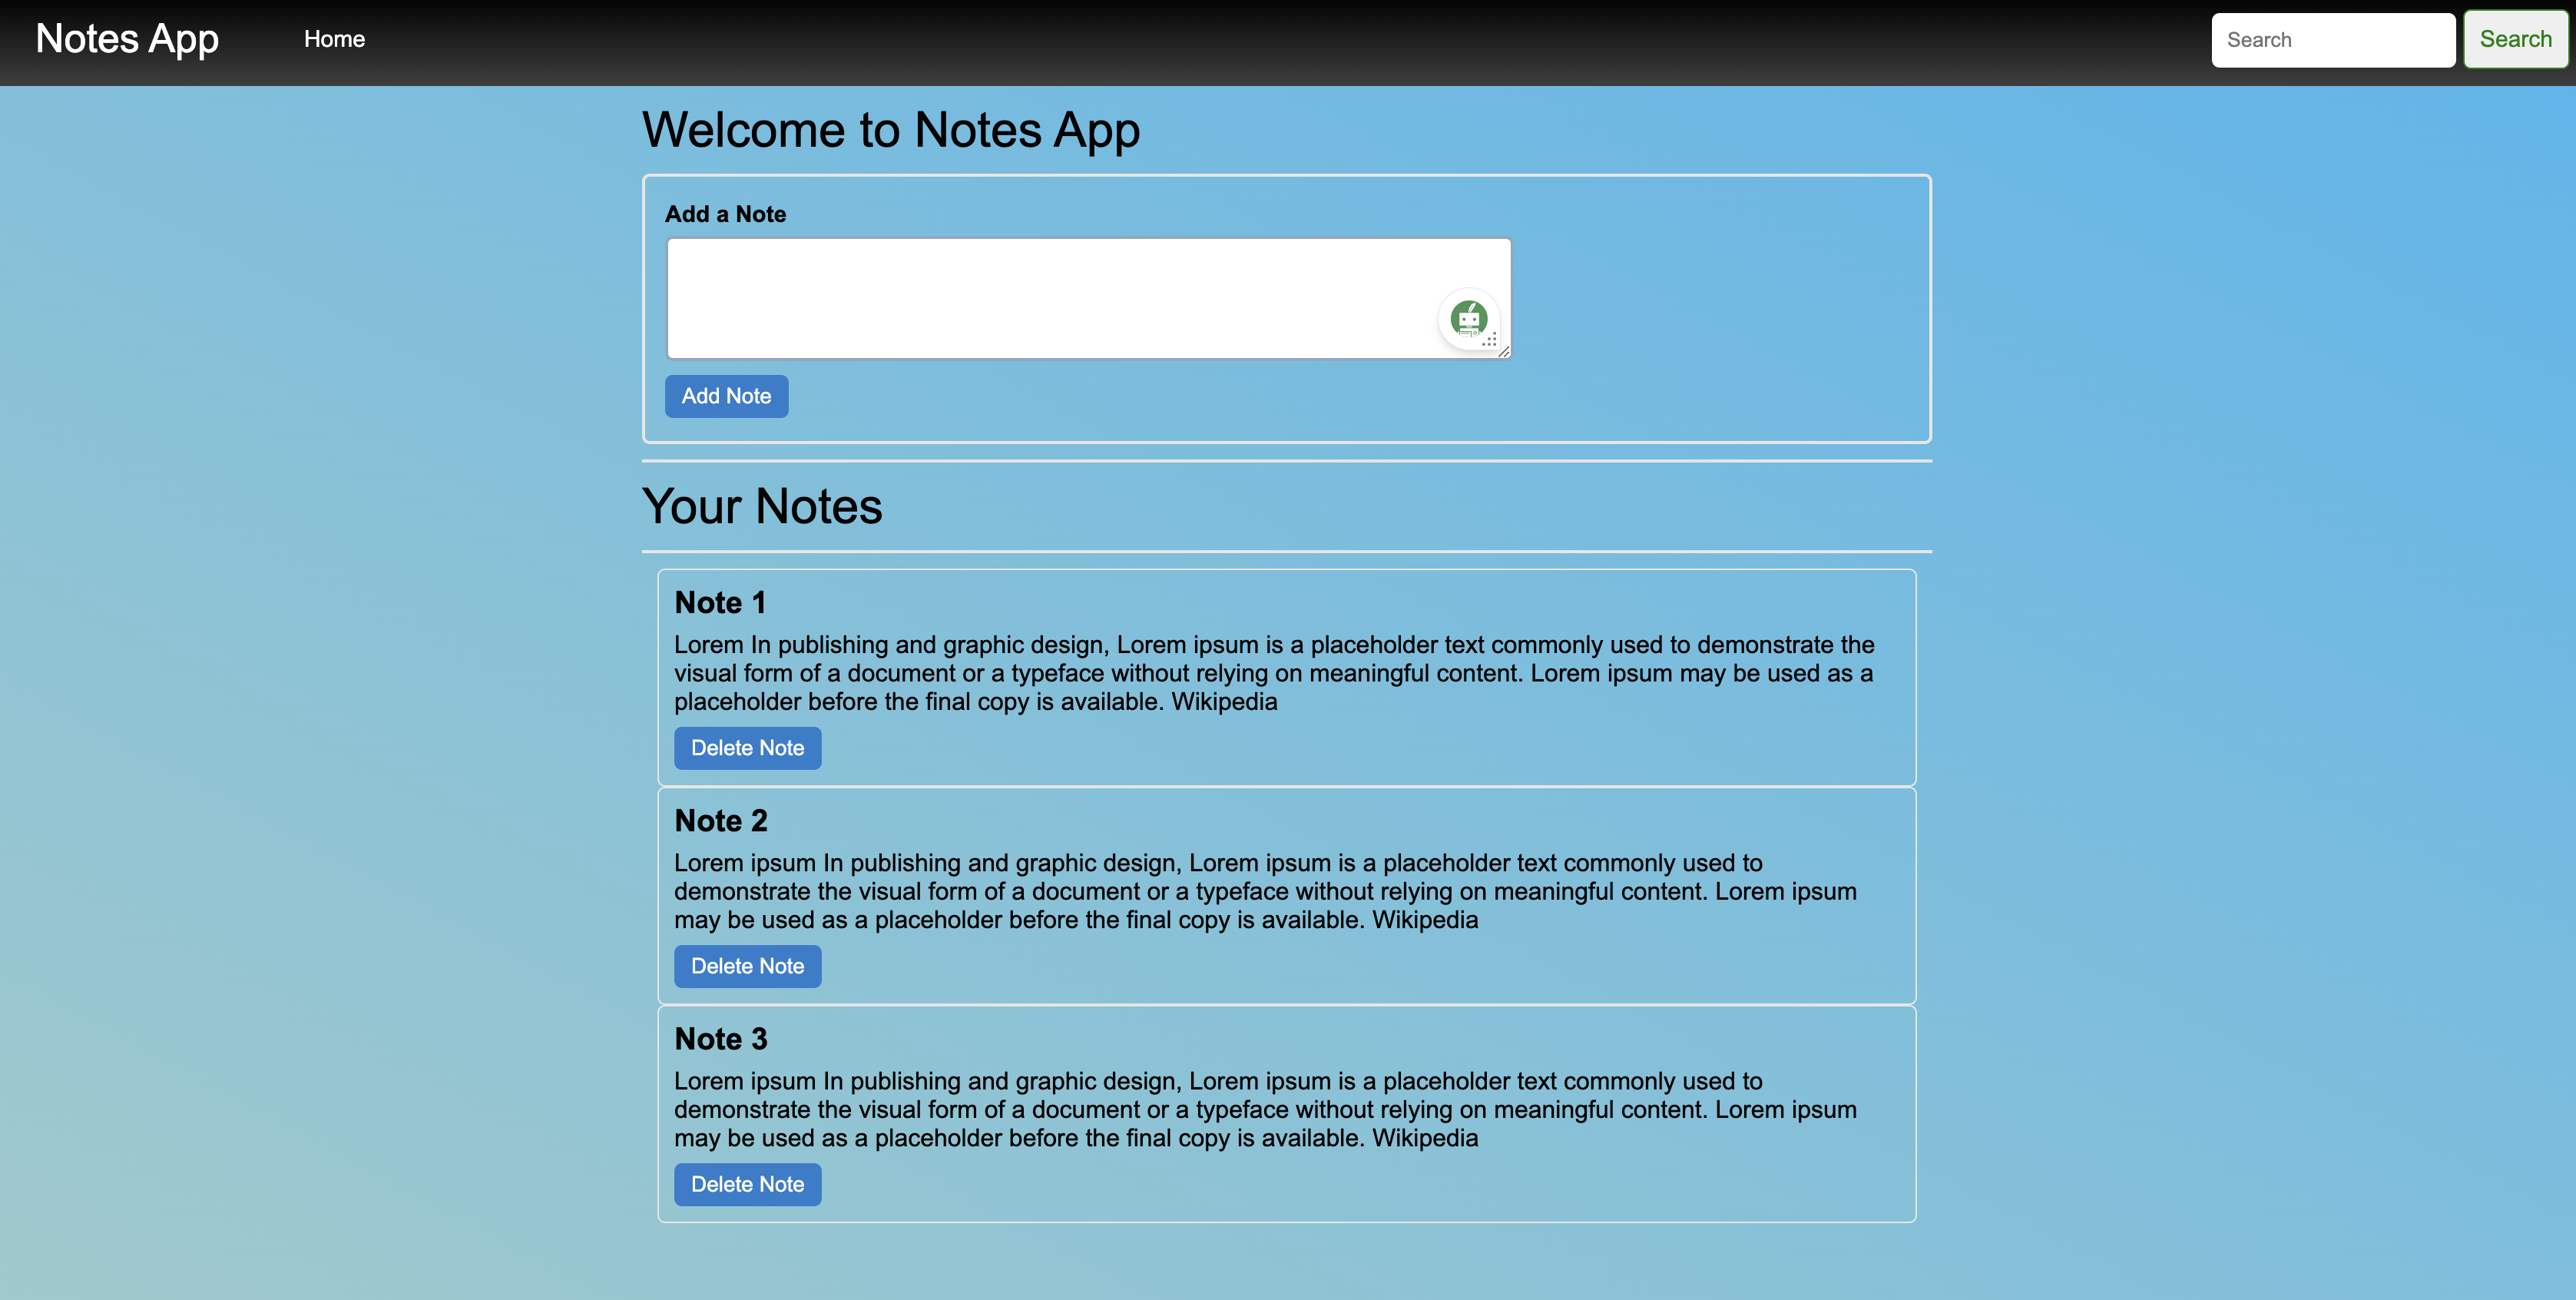 Notes App
Home
Search
Search
Welcome to Notes App
Add a Note
Add Note
Your Notes
Note 1
Lorem In publishing and graphic design, Lorem ipsum is a placeholder text commonly used to demonstrate the
visual form of a document or a typeface without relying on meaningful content. Lorem ipsum may be used as a
placeholder before the final copy is available. Wikipedia
Delete Note
Note 2
Lorem ipsum In publishing and graphic design, Lorem ipsum is a placeholder text commonly used to
demonstrate the visual form of a document or a typeface without relying on meaningful content. Lorem ipsum
may be used as a placeholder before the final copy is available. Wikipedia
Delete Note
Note 3
Lorem ipsum In publishing and graphic design, Lorem ipsum is a placeholder text commonly used to
demonstrate the visual form of a document or a typeface without relying on meaningful content. Lorem ipsum
may be used as a placeholder before the final copy is available. Wikipedia
Delete Note